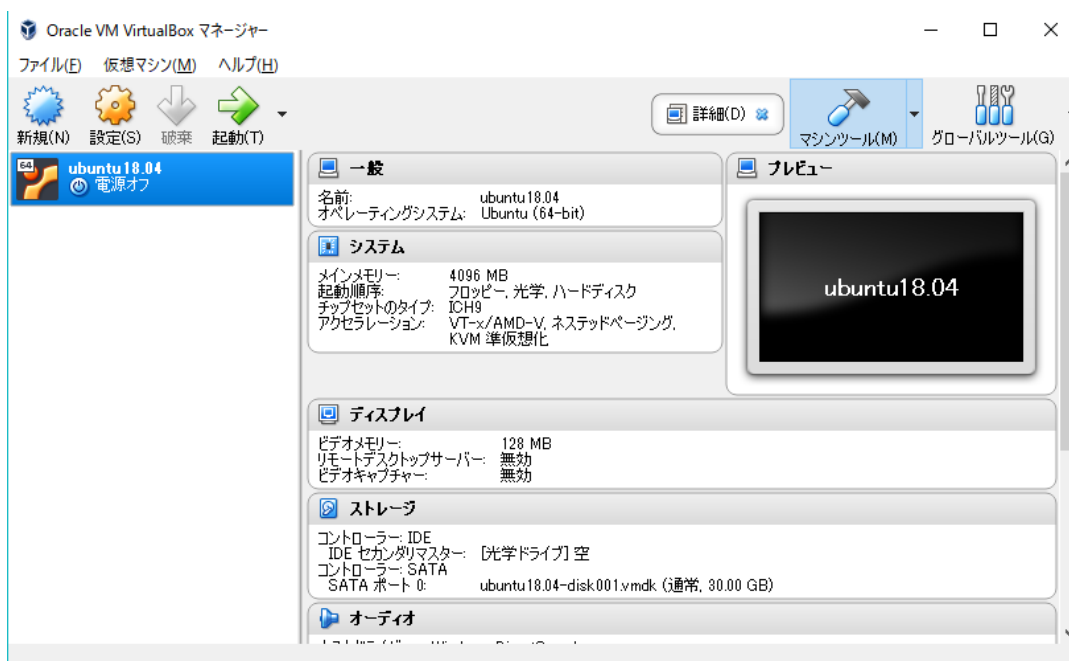 Oracle VM VirtualBox マネージャー
ファイル(F) 仮想マシン(M) ヘルプ(H)
新規(N) 設定(S) 破棄 起動(T) 詳細(D) マシンツール(M) グローバルツール(G)
64
ubuntu18.04
電源オフ
一般
名前: ubuntu18.04
オペレーティングシステム: Ubuntu (64-bit)
システム
メインメモリー: 4096 MB
起動順序: フロッピー, 光学, ハードディスク
チップセットのタイプ: ICH9
アクセラレーション: VT-x/AMD-V, ネステッドページング,
KVM 準仮想化
プレビュー
ubuntu18.04
ディスプレイ
ビデオメモリー: 128 MB
リモートデスクトップサーバー: 無効
ビデオキャプチャー: 無効
ストレージ
コントローラー: IDE
IDE セカンダリマスター: [光学ドライブ] 空
コントローラー: SATA
SATA ポート 0: ubuntu18.04-disk001.vmdk (通常, 30.00 GB)
オーディオ